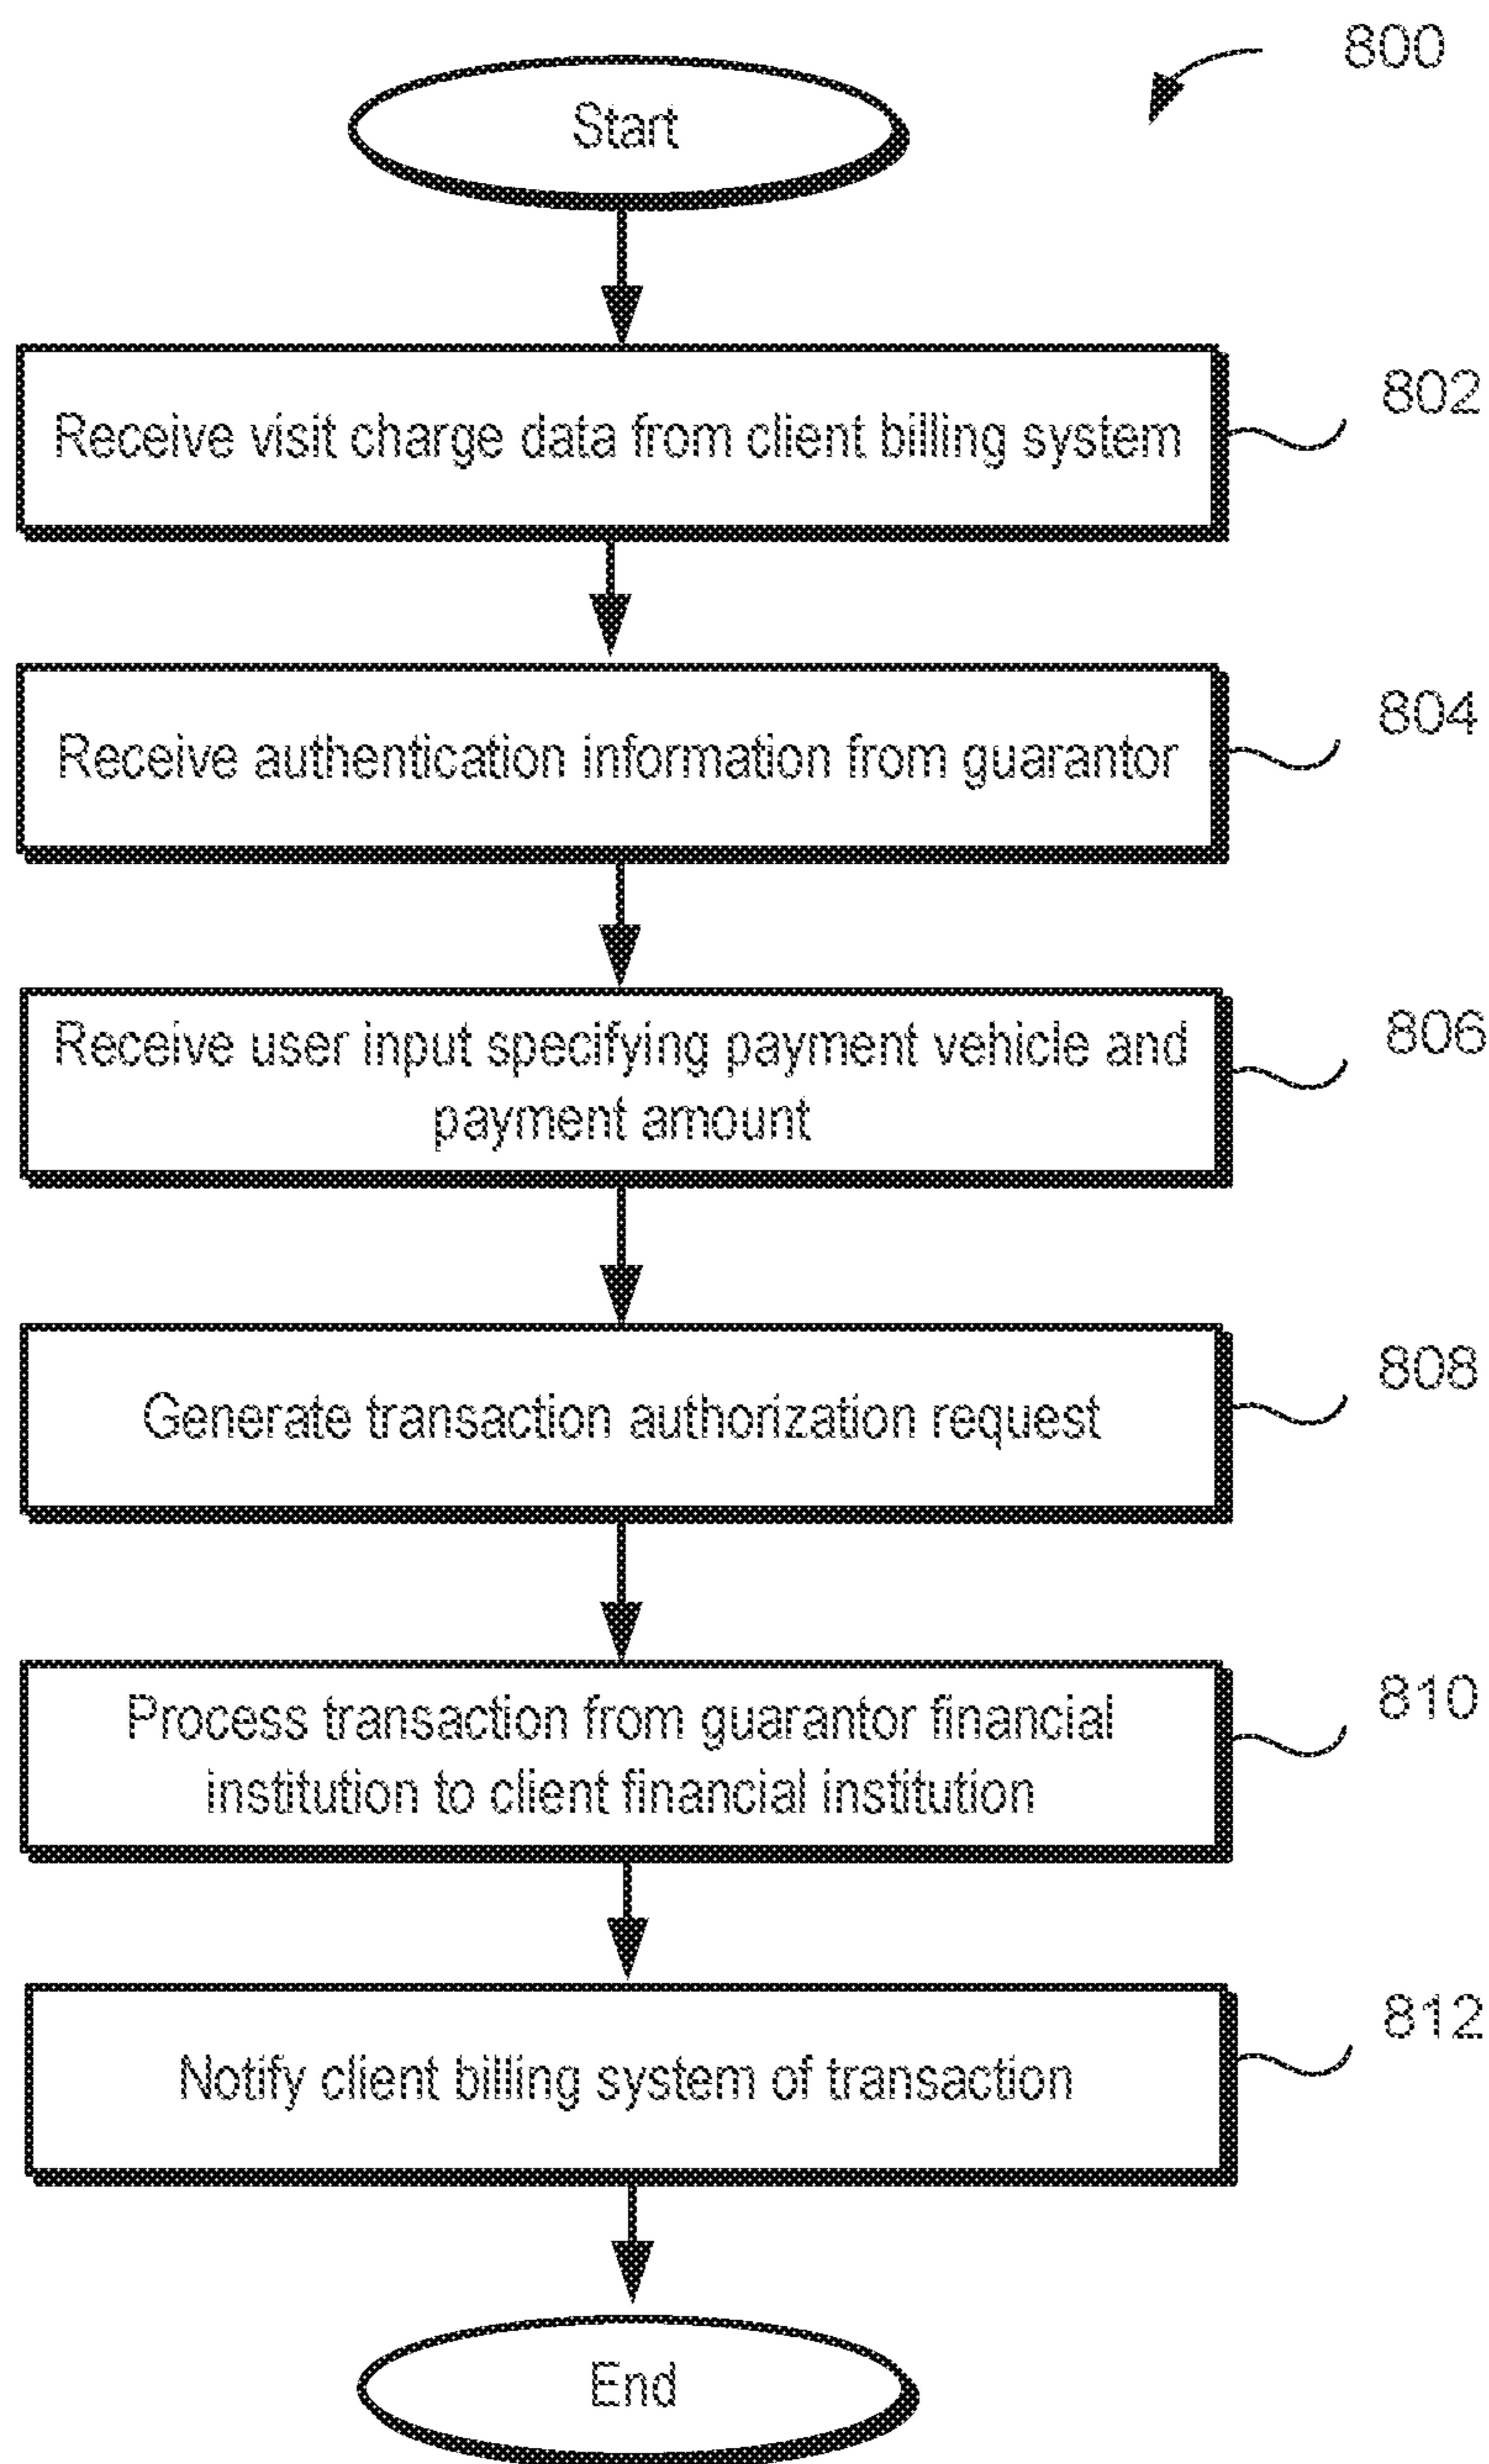 800
Start
Receive visit charge data from client billing system
802
Receive authentication information from guarantor
804
Receive user input specifying payment vehicle and
payment amount
806
Generate transaction authorization request
808
Process transaction from guarantor financial
institution to client financial institution
810
Notify client billing system of transaction
812
End